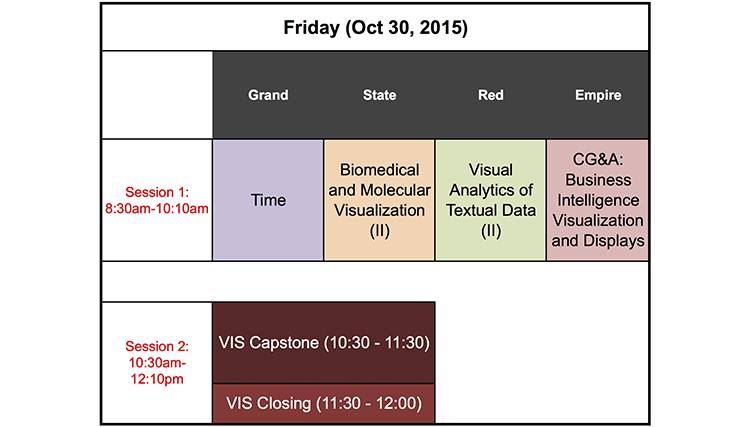 Friday (Oct 30, 2015)
Grand
State
Red
Empire
Session 1:
8:30am-10:10am
Time
Biomedical
and Molecular
Visualization
(II)
Visual
Analytics of
Textual Data
(II)
CG&A:
Business
Intelligence
Visualization
and Displays
Session 2:
10:30am-
12:10pm
VIS Capstone (10:30 - 11:30)
VIS Closing (11:30 - 12:00)